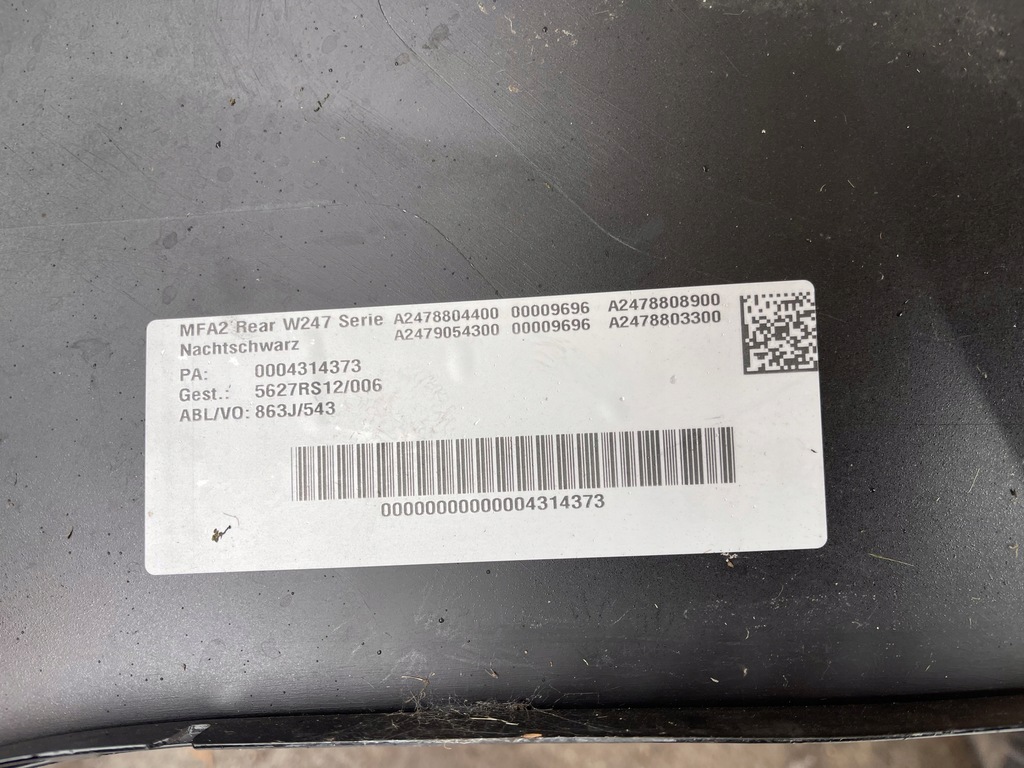 MFA2 Rear W247 Serie A2478804400 00009696 A2478808900
Nachtschwarz A2479054300 00009696 A2478803300
PA: 0004314373
Gest.: 5627RS12/006
ABL/VO: 863J/543
00000000000004314373